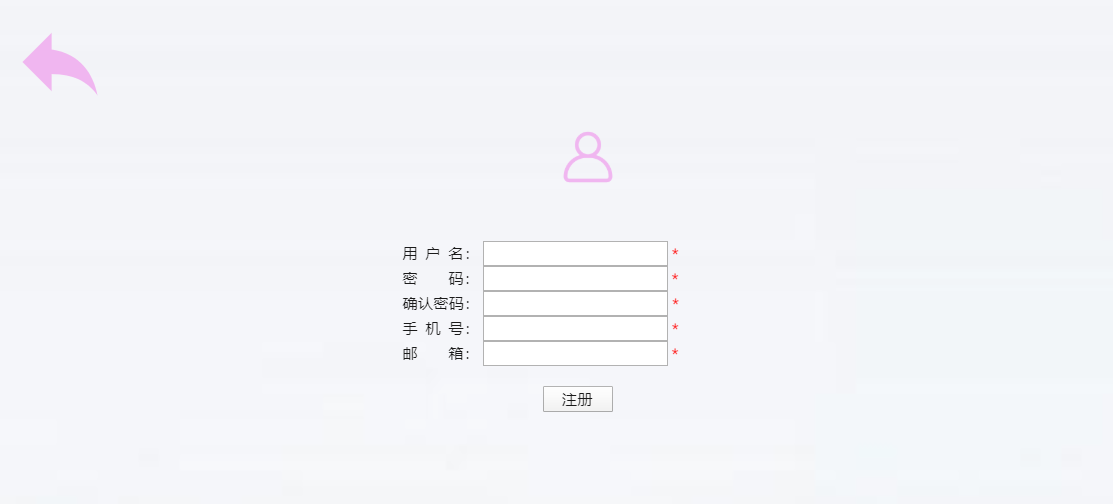 用 户 名： *
密　　码： *
确认密码： *
手 机 号： *
邮　　箱： *
注册